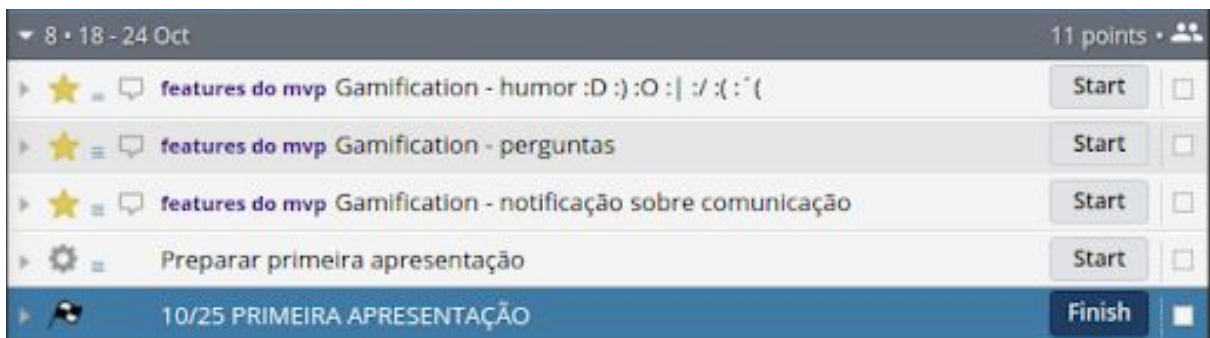 8 • 18 - 24 Oct 11 points •
features do mvp Gamification - humor :D :) :O :| :/ :( :´( Start
features do mvp Gamification - perguntas Start
features do mvp Gamification - notificação sobre comunicação Start
Preparar primeira apresentação Start
10/25 PRIMEIRA APRESENTAÇÃO Finish